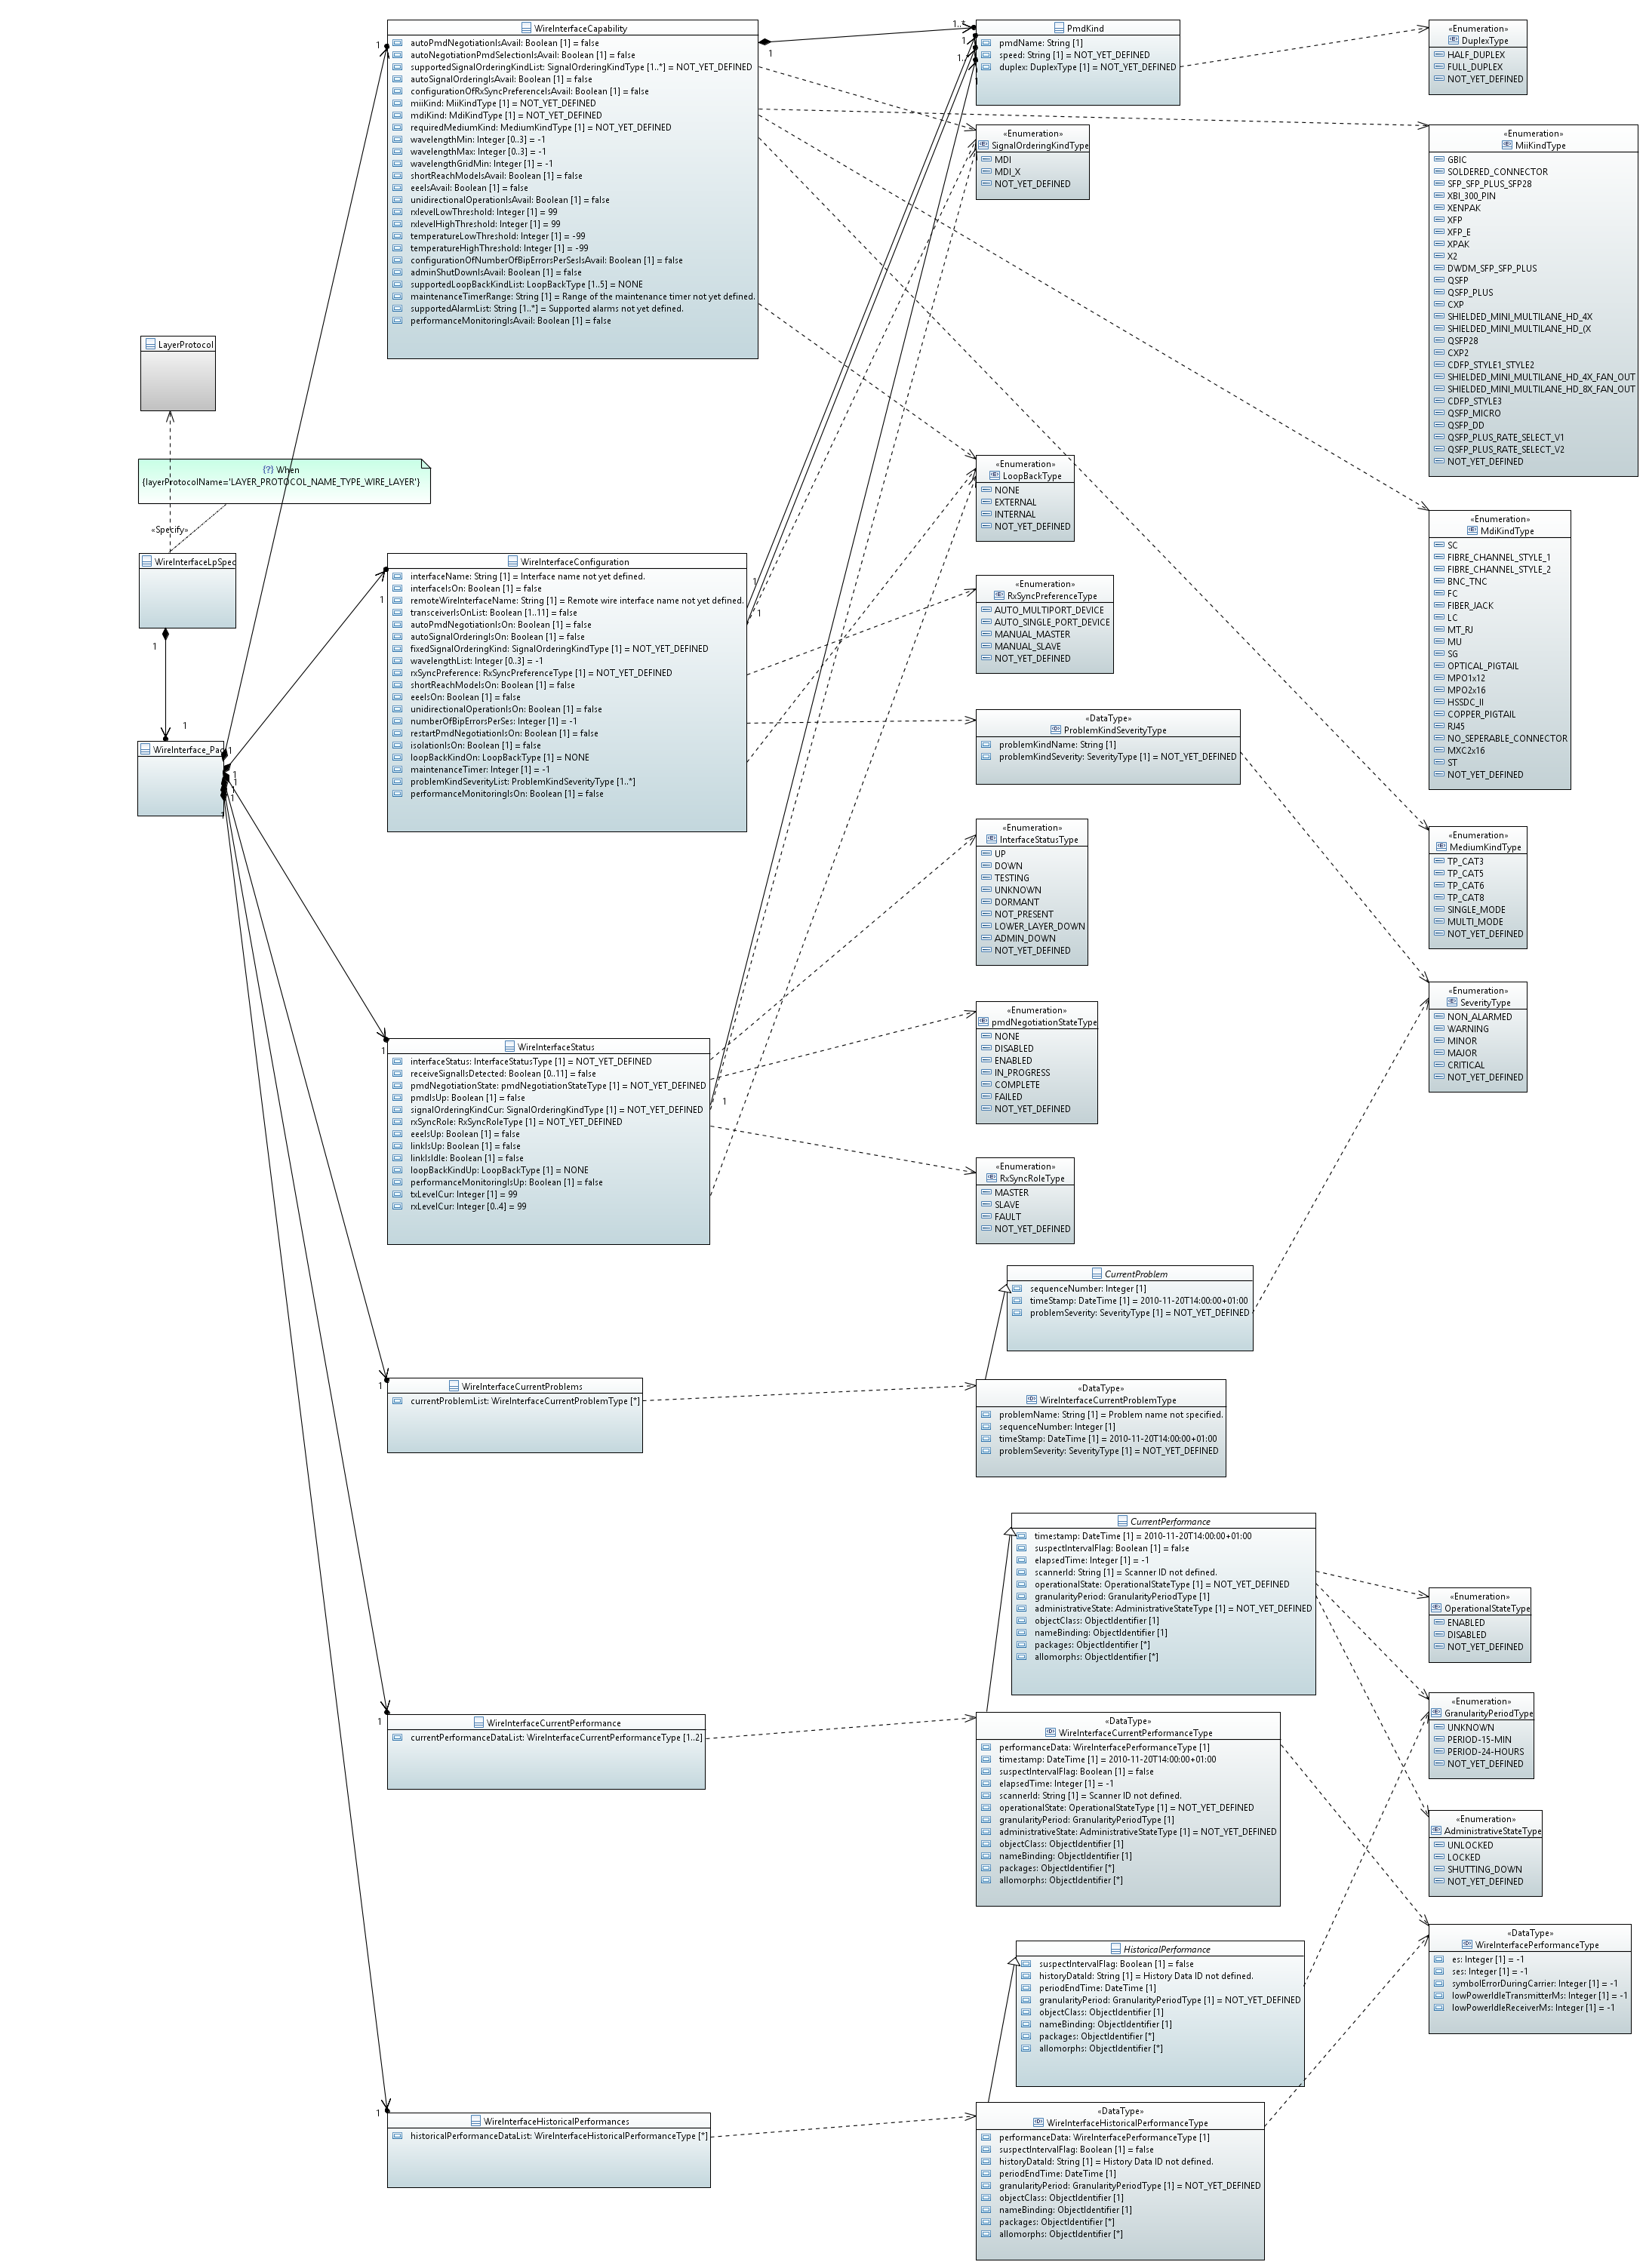 WireInterfaceCapability
autoPmdNegotiationIsAvail: Boolean [1] = false
autoNegotiationPmdSelectionIsAvail: Boolean [1] = false
supportedSignalOrderingKindList: SignalOrderingKindType [1..*] = NOT_YET_DEFINED
autoSignalOrderingIsAvail: Boolean [1] = false
configurationOfRxSyncPreferenceIsAvail: Boolean [1] = false
miiKind: MiiKindType [1] = NOT_YET_DEFINED
mdiKind: MdiKindType [1] = NOT_YET_DEFINED
requiredMediumKind: MediumKindType [1] = NOT_YET_DEFINED
wavelengthMin: Integer [0..3] = -1
wavelengthMax: Integer [0..3] = -1
wavelengthGridMin: Integer [1] = -1
shortReachModeIsAvail: Boolean [1] = false
eeeIsAvail: Boolean [1] = false
unidirectionalOperationIsAvail: Boolean [1] = false
rxlevelLowThreshold: Integer [1] = 99
rxlevelHighThreshold: Integer [1] = 99
temperatureLowThreshold: Integer [1] = -99
temperatureHighThreshold: Integer [1] = -99
configurationOfNumberOfBipErrorsPerSesIsAvail: Boolean [1] = false
adminShutDownIsAvail: Boolean [1] = false
supportedLoopBackKindList: LoopBackType [1..5] = NONE
maintenanceTimerRange: String [1] = Range of the maintenance timer not yet defined.
supportedAlarmList: String [1..*] = Supported alarms not yet defined.
performanceMonitoringIsAvail: Boolean [1] = false
1
1
1..*
1
1..
1
PmdKind
pmdName: String [1]
speed: String [1] = NOT_YET_DEFINED
duplex: DuplexType [1] = NOT_YET_DEFINED
«Enumeration»
DuplexType
HALF_DUPLEX
FULL_DUPLEX
NOT_YET_DEFINED
«Enumeration»
SignalOrderingKindType
MDI
MDI_X
NOT_YET_DEFINED
«Enumeration»
MiiKindType
GBIC
SOLDERED_CONNECTOR
SFP_SFP_PLUS_SFP28
XBI_300_PIN
XENPAK
XFP
XFP_E
XPAK
X2
DWDM_SFP_SFP_PLUS
QSFP
QSFP_PLUS
CXP
SHIELDED_MINI_MULTILANE_HD_4X
SHIELDED_MINI_MULTILANE_HD_(X
QSFP28
CXP2
CDFP_STYLE1_STYLE2
SHIELDED_MINI_MULTILANE_HD_4X_FAN_OUT
SHIELDED_MINI_MULTILANE_HD_8X_FAN_OUT
CDFP_STYLE3
QSFP_MICRO
QSFP_DD
QSFP_PLUS_RATE_SELECT_V1
QSFP_PLUS_RATE_SELECT_V2
NOT_YET_DEFINED
LayerProtocol
{?} When
{layerProtocolName='LAYER_PROTOCOL_NAME_TYPE_WIRE_LAYER'}
«Specify»
WireInterfaceLpSpec
1
1
WireInterface_Pac
1
1
1
1
1
«Enumeration»
LoopBackType
NONE
EXTERNAL
INTERNAL
NOT_YET_DEFINED
«Enumeration»
MdiKindType
SC
FIBRE_CHANNEL_STYLE_1
FIBRE_CHANNEL_STYLE_2
BNC_TNC
FC
FIBER_JACK
LC
MT_RJ
MU
SG
OPTICAL_PIGTAIL
MPO1x12
MPO2x16
HSSDC_II
COPPER_PIGTAIL
RJ45
NO_SEPERABLE_CONNECTOR
MXC2x16
ST
NOT_YET_DEFINED
WireInterfaceConfiguration
interfaceName: String [1] = Interface name not yet defined.
interfaceIsOn: Boolean [1] = false
remoteWireInterfaceName: String [1] = Remote wire interface name not yet defined.
transceiverIsOnList: Boolean [1..11] = false
autoPmdNegotiationIsOn: Boolean [1] = false
autoSignalOrderingIsOn: Boolean [1] = false
fixedSignalOrderingKind: SignalOrderingKindType [1] = NOT_YET_DEFINED
wavelengthList: Integer [0..3] = -1
rxSyncPreference: RxSyncPreferenceType [1] = NOT_YET_DEFINED
shortReachModeIsOn: Boolean [1] = false
eeeIsOn: Boolean [1] = false
unidirectionalOperationIsOn: Boolean [1] = false
numberOfBipErrorsPerSes: Integer [1] = -1
restartPmdNegotiationIsOn: Boolean [1] = false
isolationIsOn: Boolean [1] = false
loopBackKindOn: LoopBackType [1] = NONE
maintenanceTimer: Integer [1] = -1
problemKindSeverityList: ProblemKindSeverityType [1..*]
performanceMonitoringIsOn: Boolean [1] = false
1
1
1
«Enumeration»
RxSyncPreferenceType
AUTO_MULTIPORT_DEVICE
AUTO_SINGLE_PORT_DEVICE
MANUAL_MASTER
MANUAL_SLAVE
NOT_YET_DEFINED
«DataType»
ProblemKindSeverityType
problemKindName: String [1]
problemKindSeverity: SeverityType [1] = NOT_YET_DEFINED
«Enumeration»
InterfaceStatusType
UP
DOWN
TESTING
UNKNOWN
DORMANT
NOT_PRESENT
LOWER_LAYER_DOWN
ADMIN_DOWN
NOT_YET_DEFINED
«Enumeration»
MediumKindType
TP_CAT3
TP_CAT5
TP_CAT6
TP_CAT8
SINGLE_MODE
MULTI_MODE
NOT_YET_DEFINED
«Enumeration»
SeverityType
NON_ALARMED
WARNING
MINOR
MAJOR
CRITICAL
NOT_YET_DEFINED
WireInterfaceStatus
interfaceStatus: InterfaceStatusType [1] = NOT_YET_DEFINED
receiveSignalIsDetected: Boolean [0..11] = false
pmdNegotiationState: pmdNegotiationStateType [1] = NOT_YET_DEFINED
pmdIsUp: Boolean [1] = false
signalOrderingKindCur: SignalOrderingKindType [1] = NOT_YET_DEFINED
rxSyncRole: RxSyncRoleType [1] = NOT_YET_DEFINED
eeeIsUp: Boolean [1] = false
linkIsUp: Boolean [1] = false
linkIsIdle: Boolean [1] = false
loopBackKindUp: LoopBackType [1] = NONE
performanceMonitoringIsUp: Boolean [1] = false
txLevelCur: Integer [1] = 99
rxLevelCur: Integer [0..4] = 99
1
1
«Enumeration»
pmdNegotiationStateType
NONE
DISABLED
ENABLED
IN_PROGRESS
COMPLETE
FAILED
NOT_YET_DEFINED
«Enumeration»
RxSyncRoleType
MASTER
SLAVE
FAULT
NOT_YET_DEFINED
CurrentProblem
sequenceNumber: Integer [1]
timeStamp: DateTime [1] = 2010-11-20T14:00:00+01:00
problemSeverity: SeverityType [1] = NOT_YET_DEFINED
1
WireInterfaceCurrentProblems
currentProblemList: WireInterfaceCurrentProblemType [*]
«DataType»
WireInterfaceCurrentProblemType
problemName: String [1] = Problem name not specified.
sequenceNumber: Integer [1]
timeStamp: DateTime [1] = 2010-11-20T14:00:00+01:00
problemSeverity: SeverityType [1] = NOT_YET_DEFINED
CurrentPerformance
timestamp: DateTime [1] = 2010-11-20T14:00:00+01:00
suspectIntervalFlag: Boolean [1] = false
elapsedTime: Integer [1] = -1
scannerId: String [1] = Scanner ID not defined.
operationalState: OperationalStateType [1] = NOT_YET_DEFINED
granularityPeriod: GranularityPeriodType [1]
administrativeState: AdministrativeStateType [1] = NOT_YET_DEFINED
objectClass: ObjectIdentifier [1]
nameBinding: ObjectIdentifier [1]
packages: ObjectIdentifier [*]
allomorphs: ObjectIdentifier [*]
«Enumeration»
OperationalStateType
ENABLED
DISABLED
NOT_YET_DEFINED
«Enumeration»
GranularityPeriodType
UNKNOWN
PERIOD-15-MIN
PERIOD-24-HOURS
NOT_YET_DEFINED
1
WireInterfaceCurrentPerformance
currentPerformanceDataList: WireInterfaceCurrentPerformanceType [1..2]
«DataType»
WireInterfaceCurrentPerformanceType
performanceData: WireInterfacePerformanceType [1]
timestamp: DateTime [1] = 2010-11-20T14:00:00+01:00
suspectIntervalFlag: Boolean [1] = false
elapsedTime: Integer [1] = -1
scannerId: String [1] = Scanner ID not defined.
operationalState: OperationalStateType [1] = NOT_YET_DEFINED
granularityPeriod: GranularityPeriodType [1]
administrativeState: AdministrativeStateType [1] = NOT_YET_DEFINED
objectClass: ObjectIdentifier [1]
nameBinding: ObjectIdentifier [1]
packages: ObjectIdentifier [*]
allomorphs: ObjectIdentifier [*]
«Enumeration»
AdministrativeStateType
UNLOCKED
LOCKED
SHUTTING_DOWN
NOT_YET_DEFINED
«DataType»
WireInterfacePerformanceType
es: Integer [1] = -1
ses: Integer [1] = -1
symbolErrorDuringCarrier: Integer [1] = -1
lowPowerIdleTransmitterMs: Integer [1] = -1
lowPowerIdleReceiverMs: Integer [1] = -1
HistoricalPerformance
suspectIntervalFlag: Boolean [1] = false
historyDataId: String [1] = History Data ID not defined.
periodEndTime: DateTime [1]
granularityPeriod: GranularityPeriodType [1] = NOT_YET_DEFINED
objectClass: ObjectIdentifier [1]
nameBinding: ObjectIdentifier [1]
packages: ObjectIdentifier [*]
allomorphs: ObjectIdentifier [*]
1
WireInterfaceHistoricalPerformances
historicalPerformanceDataList: WireInterfaceHistoricalPerformanceType [*]
«DataType»
WireInterfaceHistoricalPerformanceType
performanceData: WireInterfacePerformanceType [1]
suspectIntervalFlag: Boolean [1] = false
historyDataId: String [1] = History Data ID not defined.
periodEndTime: DateTime [1]
granularityPeriod: GranularityPeriodType [1] = NOT_YET_DEFINED
objectClass: ObjectIdentifier [1]
nameBinding: ObjectIdentifier [1]
packages: ObjectIdentifier [*]
allomorphs: ObjectIdentifier [*]